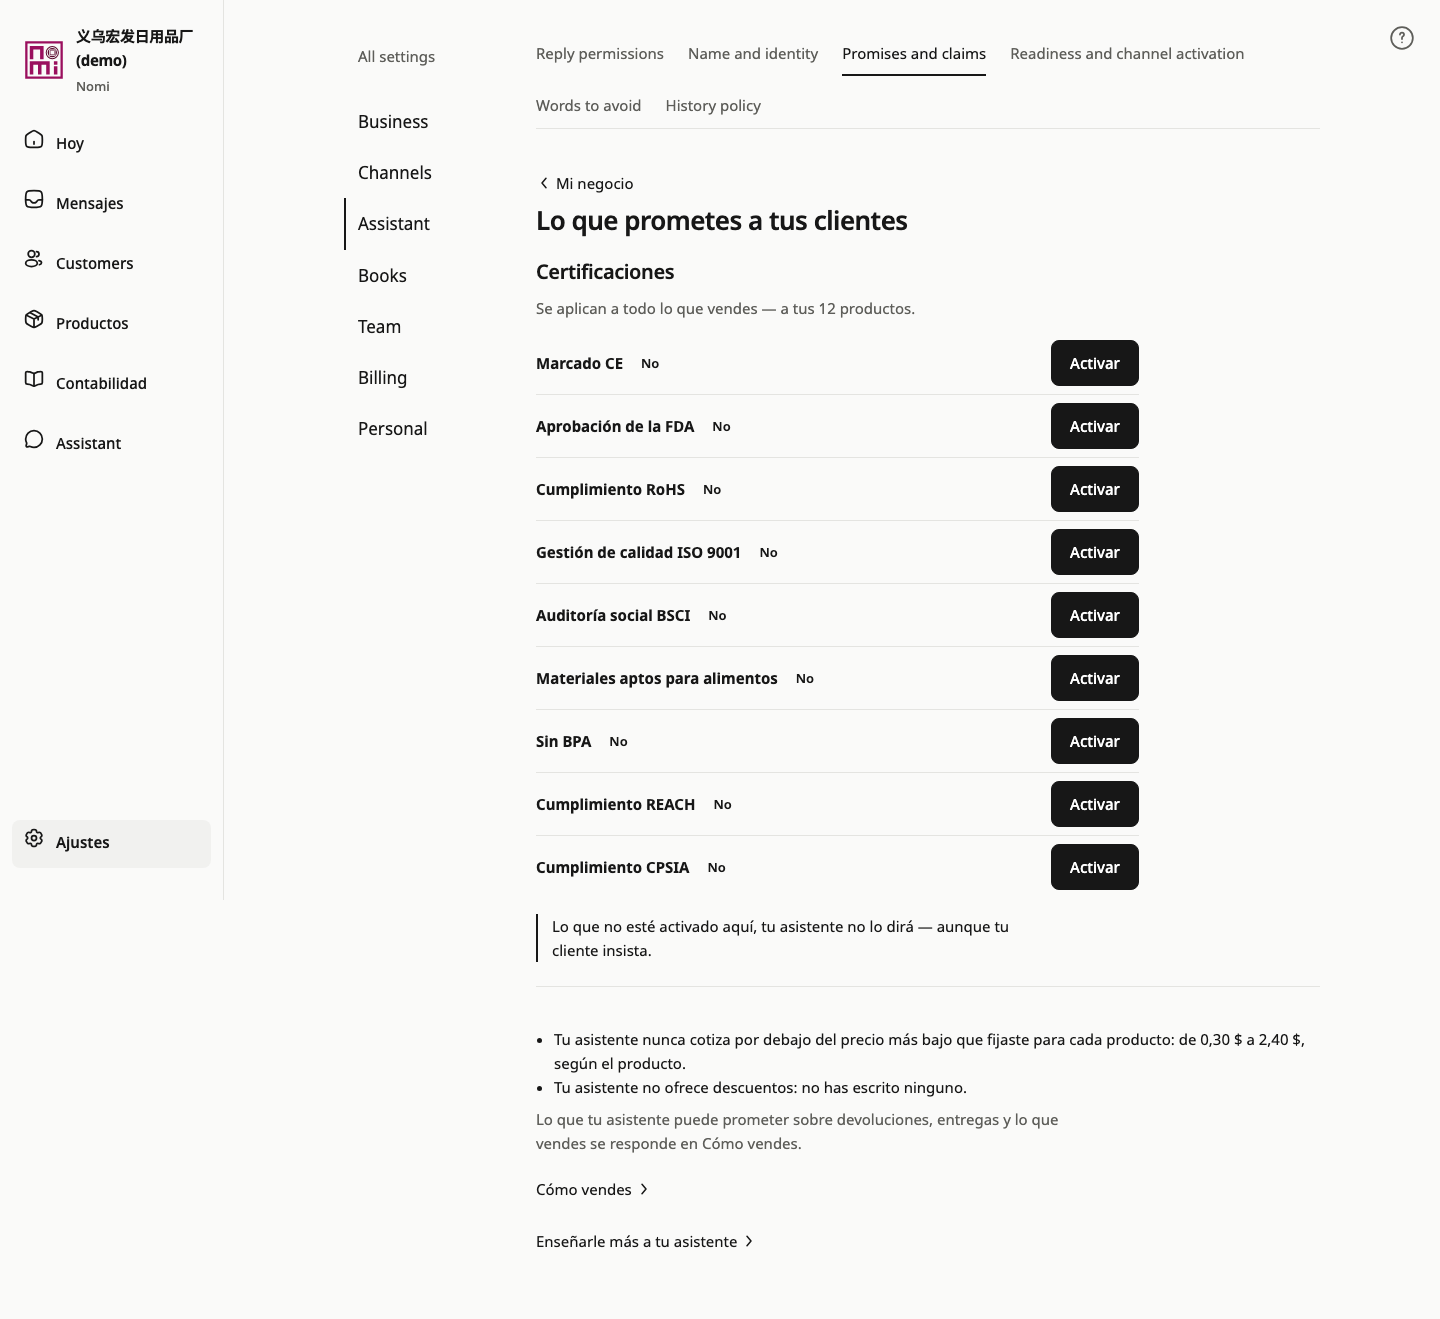 义乌宏发日用品厂
(demo)
Nomi
Hoy
Mensajes
Customers
Productos
Contabilidad
Assistant
Ajustes
All settings
Business
Channels
Assistant
Books
Team
Billing
Personal
Reply permissions
Name and identity
Promises and claims
Readiness and channel activation
Words to avoid
History policy
Mi negocio
Lo que prometes a tus clientes
Certificaciones
Se aplican a todo lo que vendes — a tus 12 productos.
Marcado CE No Activar
Aprobación de la FDA No Activar
Cumplimiento RoHS No Activar
Gestión de calidad ISO 9001 No Activar
Auditoría social BSCI No Activar
Materiales aptos para alimentos No Activar
Sin BPA No Activar
Cumplimiento REACH No Activar
Cumplimiento CPSIA No Activar
Lo que no esté activado aquí, tu asistente no lo dirá — aunque tu
cliente insista.
• Tu asistente nunca cotiza por debajo del precio más bajo que fijaste para cada producto: de 0,30 $ a 2,40 $,
según el producto.
• Tu asistente no ofrece descuentos: no has escrito ninguno.
Lo que tu asistente puede prometer sobre devoluciones, entregas y lo que
vendes se responde en Cómo vendes.
Cómo vendes
Enseñarle más a tu asistente